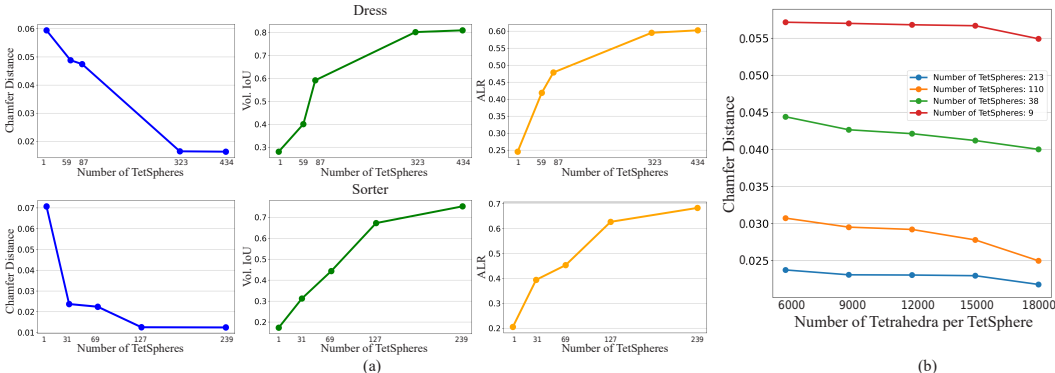 Dress
Chamfer Distance
0.06
0.05
0.04
0.03
0.02
1 59 87 323 434
Number of TetSpheres
Vol. IoU
0.8
0.7
0.6
0.5
0.4
0.3
1 59 87 323 434
Number of TetSpheres
ALR
0.60
0.55
0.50
0.45
0.40
0.35
0.30
0.25
1 59 87 323 434
Number of TetSpheres
Sorter
Chamfer Distance
0.07
0.06
0.05
0.04
0.03
0.02
0.01
1 31 69 127 239
Number of TetSpheres
Vol. IoU
0.7
0.6
0.5
0.4
0.3
0.2
1 31 69 127 239
Number of TetSpheres
ALR
0.7
0.6
0.5
0.4
0.3
0.2
1 31 69 127 239
Number of TetSpheres
(a)
Chamfer Distance
0.055
0.050
0.045
0.040
0.035
0.030
0.025
Number of TetSpheres: 213
Number of TetSpheres: 110
Number of TetSpheres: 38
Number of TetSpheres: 9
6000 9000 12000 15000 18000
Number of Tetrahedra per TetSphere
(b)